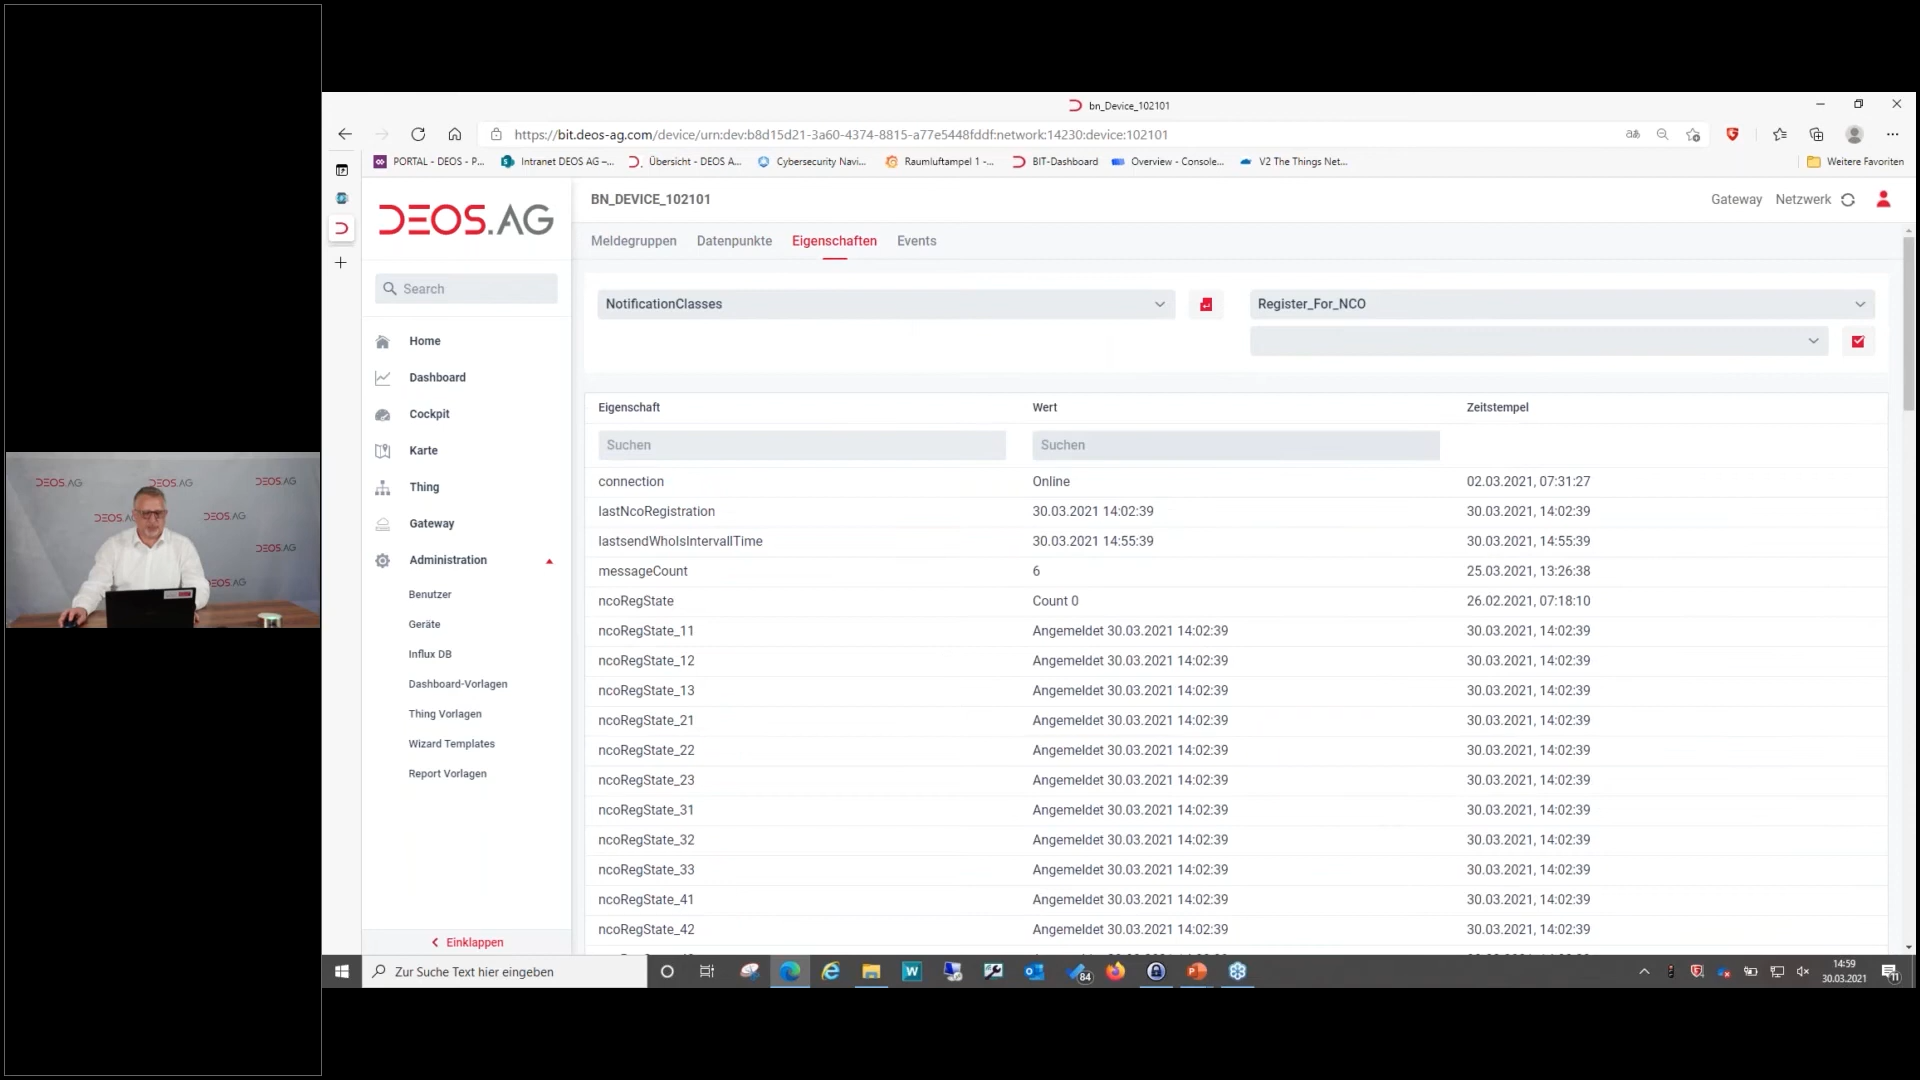 bn_Device_102101
https://bit.deos-ag.com/device/urn:dev:b8d15d21-3a60-4374-8815-a77e5448fddf:network:14230:device:102101
PORTAL - DEOS - P...
Intranet DEOS AG –...
Übersicht - DEOS A...
Cybersecurity Navi...
Raumluftampel 1 -...
BIT-Dashboard
Overview - Console...
V2 The Things Net...
Weitere Favoriten
DEOS.AG
BN_DEVICE_102101
Gateway
Netzwerk
Meldegruppen
Datenpunkte
Eigenschaften
Events
Search
NotificationClasses
Register_For_NCO
Home
Dashboard
Cockpit
Karte
Thing
Gateway
Administration
Benutzer
Geräte
Influx DB
Dashboard-Vorlagen
Thing Vorlagen
Wizard Templates
Report Vorlagen
Einklappen
Eigenschaft Wert Zeitstempel
Suchen Suchen
connection Online 02.03.2021, 07:31:27
lastNcoRegistration 30.03.2021 14:02:39 30.03.2021, 14:02:39
lastsendWhoIsIntervallTime 30.03.2021 14:55:39 30.03.2021, 14:55:39
messageCount 6 25.03.2021, 13:26:38
ncoRegState Count 0 26.02.2021, 07:18:10
ncoRegState_11 Angemeldet 30.03.2021 14:02:39 30.03.2021, 14:02:39
ncoRegState_12 Angemeldet 30.03.2021 14:02:39 30.03.2021, 14:02:39
ncoRegState_13 Angemeldet 30.03.2021 14:02:39 30.03.2021, 14:02:39
ncoRegState_21 Angemeldet 30.03.2021 14:02:39 30.03.2021, 14:02:39
ncoRegState_22 Angemeldet 30.03.2021 14:02:39 30.03.2021, 14:02:39
ncoRegState_23 Angemeldet 30.03.2021 14:02:39 30.03.2021, 14:02:39
ncoRegState_31 Angemeldet 30.03.2021 14:02:39 30.03.2021, 14:02:39
ncoRegState_32 Angemeldet 30.03.2021 14:02:39 30.03.2021, 14:02:39
ncoRegState_33 Angemeldet 30.03.2021 14:02:39 30.03.2021, 14:02:39
ncoRegState_41 Angemeldet 30.03.2021 14:02:39 30.03.2021, 14:02:39
ncoRegState_42 Angemeldet 30.03.2021 14:02:39 30.03.2021, 14:02:39
DEOS.AG DEOS.AG DEOS.AG
DEOS.AG
DEOS.AG
DEOS.AG
Zur Suche Text hier eingeben
84
14:59
30.03.2021
11